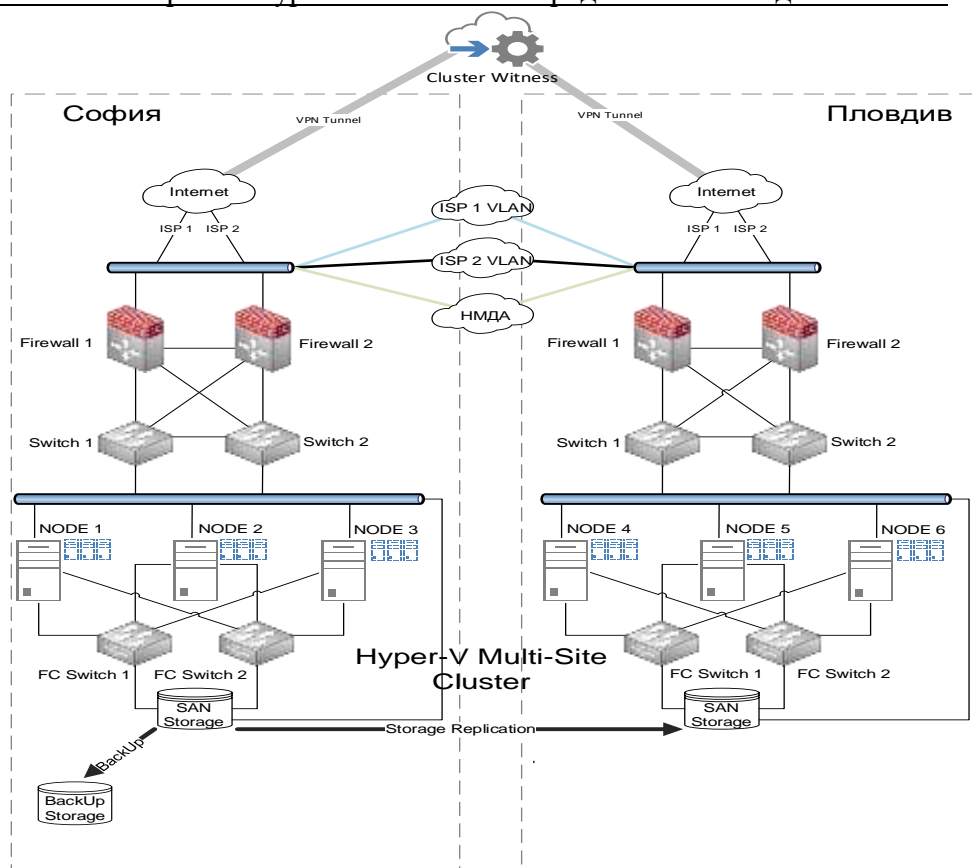 Cluster Witness
София
Пловдив
VPN Tunnel
VPN Tunnel
Internet
Internet
ISP 1 ISP 2
ISP 1 VLAN
ISP 1 ISP 2
ISP 2 VLAN
НМДА
Firewall 1
Firewall 2
Firewall 1
Firewall 2
Switch 1
Switch 2
Switch 1
Switch 2
NODE 1
NODE 2
NODE 3
NODE 4
NODE 5
NODE 6
Hyper-V Multi-Site
Cluster
FC Switch 1
FC Switch 2
FC Switch 1
FC Switch 2
SAN
Storage
SAN
Storage
Storage Replication
BackUp
BackUp
Storage